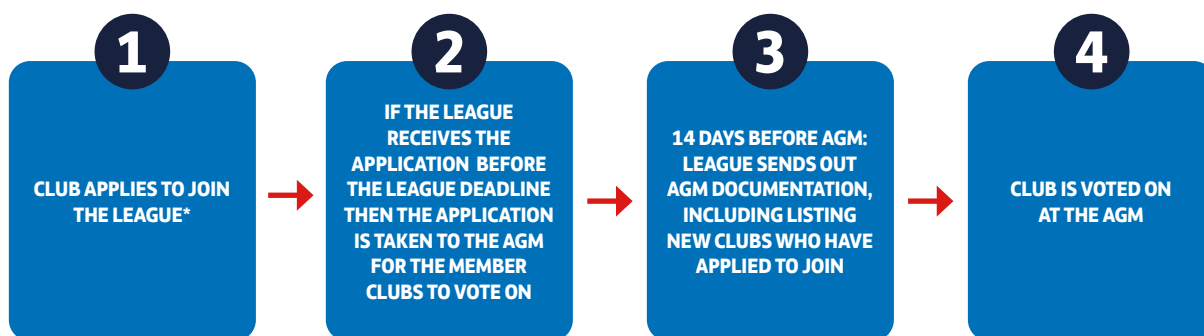 1
CLUB APPLIES TO JOIN
THE LEAGUE*
2
IF THE LEAGUE
RECEIVES THE
APPLICATION BEFORE
THE LEAGUE DEADLINE
THEN THE APPLICATION
IS TAKEN TO THE AGM
FOR THE MEMBER
CLUBS TO VOTE ON
3
14 DAYS BEFORE AGM:
LEAGUE SENDS OUT
AGM DOCUMENTATION,
INCLUDING LISTING
NEW CLUBS WHO HAVE
APPLIED TO JOIN
4
CLUB IS VOTED ON
AT THE AGM